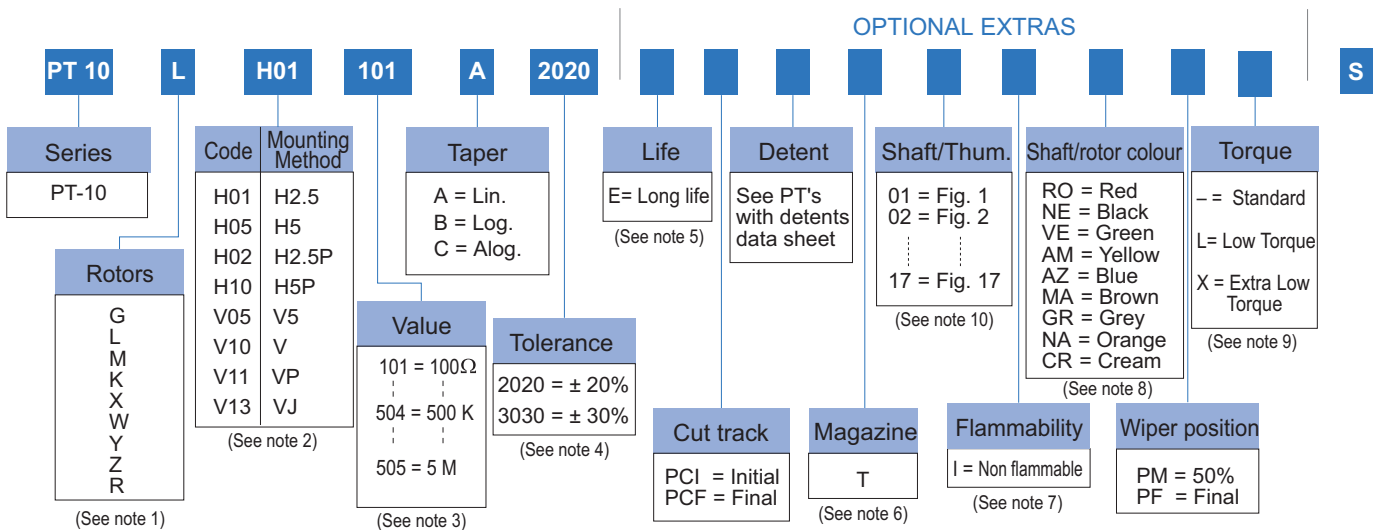 OPTIONAL EXTRAS
PT 10 L H01 101 A 2020 S
Series
PT-10
Rotors
G
L
M
K
X
W
Y
Z
R
(See note 1)
Code Mounting Method
H01 H2.5
H05 H5
H02 H2.5P
H10 H5P
V05 V5
V10 V
V11 VP
V13 VJ
(See note 2)
Value
101 = 100Ω
504 = 500 K
505 = 5 M
(See note 3)
Taper
A = Lin.
B = Log.
C = Alog.
Tolerance
2020 = ± 20%
3030 = ± 30%
(See note 4)
Life
E= Long life
(See note 5)
Cut track
PCI = Initial
PCF = Final
Detent
See PT's
with detents
data sheet
Magazine
T
(See note 6)
Shaft/Thum.
01 = Fig. 1
02 = Fig. 2
17 = Fig. 17
(See note 10)
Flammability
I = Non flammable
(See note 7)
Shaft/rotor colour
RO = Red
NE = Black
VE = Green
AM = Yellow
AZ = Blue
MA = Brown
GR = Grey
NA = Orange
CR = Cream
(See note 8)
Wiper position
PM = 50%
PF = Final
Torque
– = Standard
L= Low Torque
X = Extra Low
Torque
(See note 9)